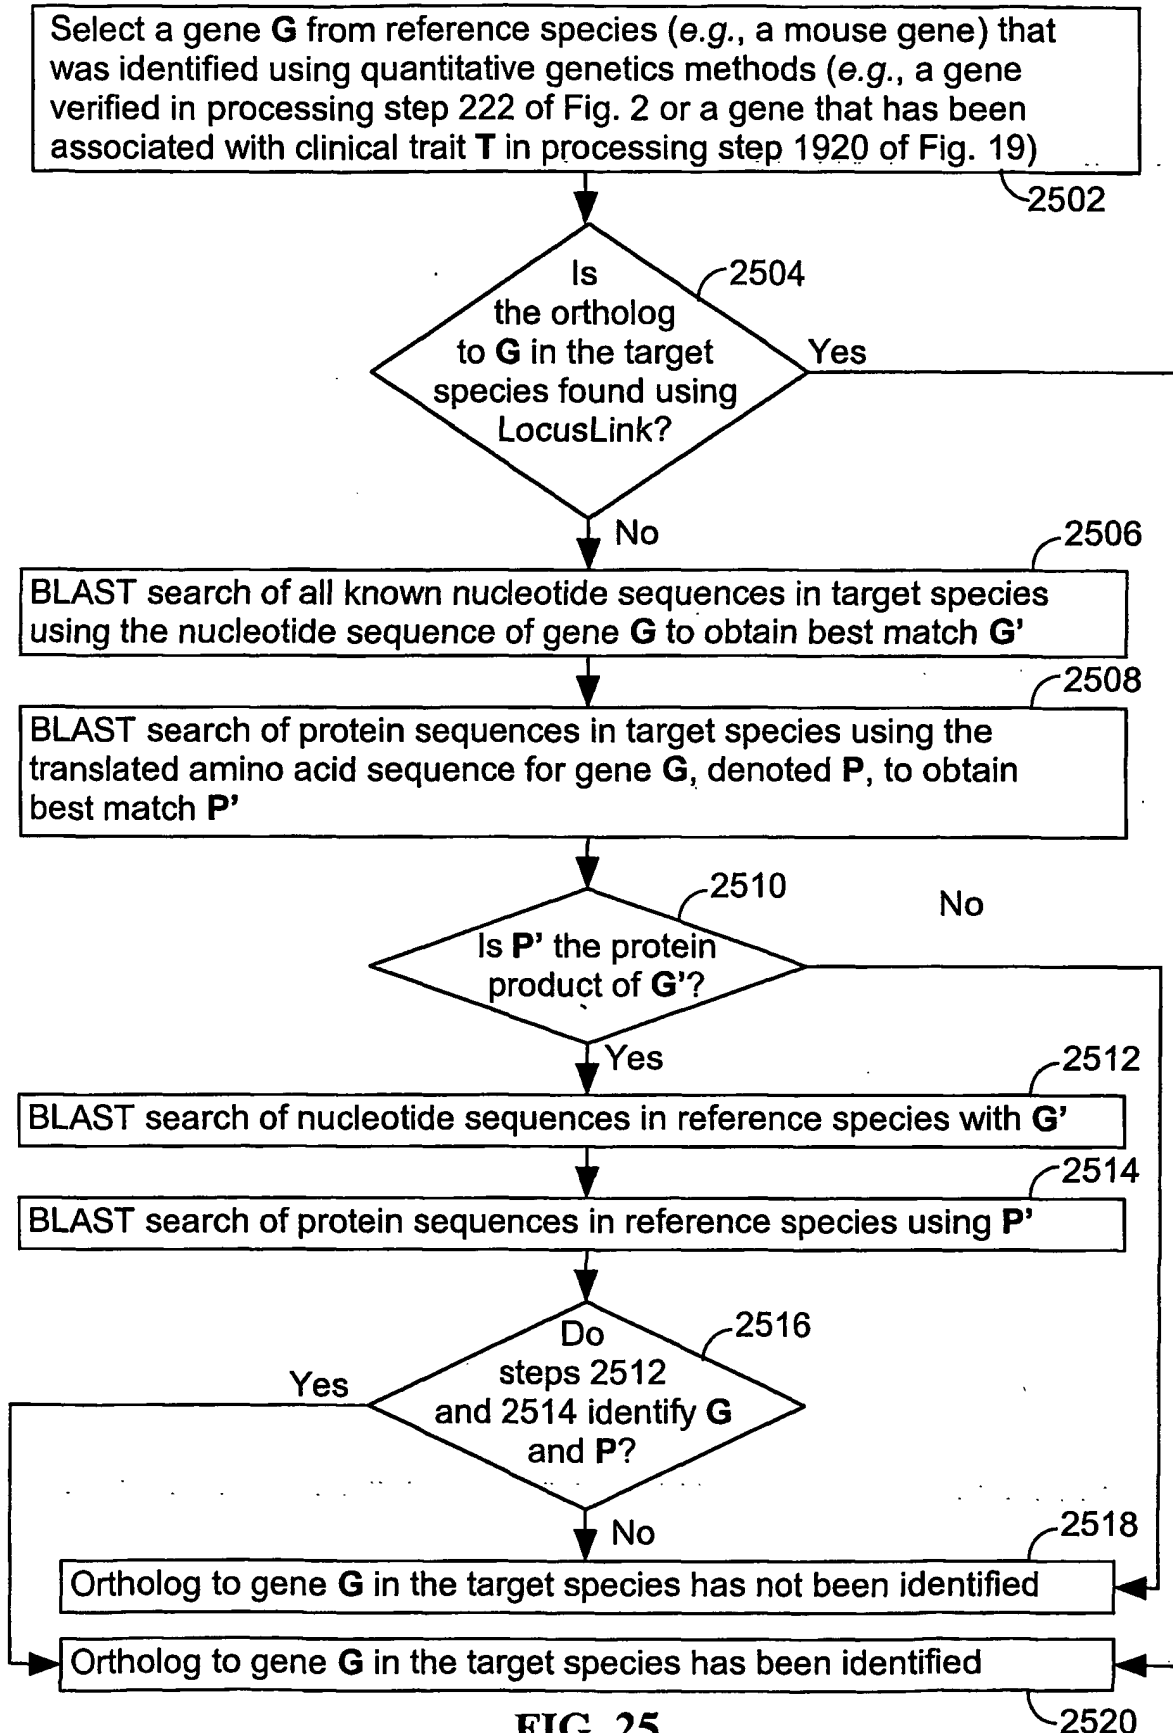 Select a gene G from reference species (e.g., a mouse gene) that
was identified using quantitative genetics methods (e.g., a gene
verified in processing step 222 of Fig. 2 or a gene that has been
associated with clinical trait T in processing step 1920 of Fig. 19)
2502
Is
the ortholog
to G in the target
species found using
LocusLink?
2504
Yes
No
2506
BLAST search of all known nucleotide sequences in target species
using the nucleotide sequence of gene G to obtain best match G'
2508
BLAST search of protein sequences in target species using the
translated amino acid sequence for gene G, denoted P, to obtain
best match P'
2510
No
Is P' the protein
product of G'?
Yes
2512
BLAST search of nucleotide sequences in reference species with G'
2514
BLAST search of protein sequences in reference species using P'
2516
Do
steps 2512
and 2514 identify G
and P?
Yes
No
2518
Ortholog to gene G in the target species has not been identified
Ortholog to gene G in the target species has been identified
2520
FIG. 25